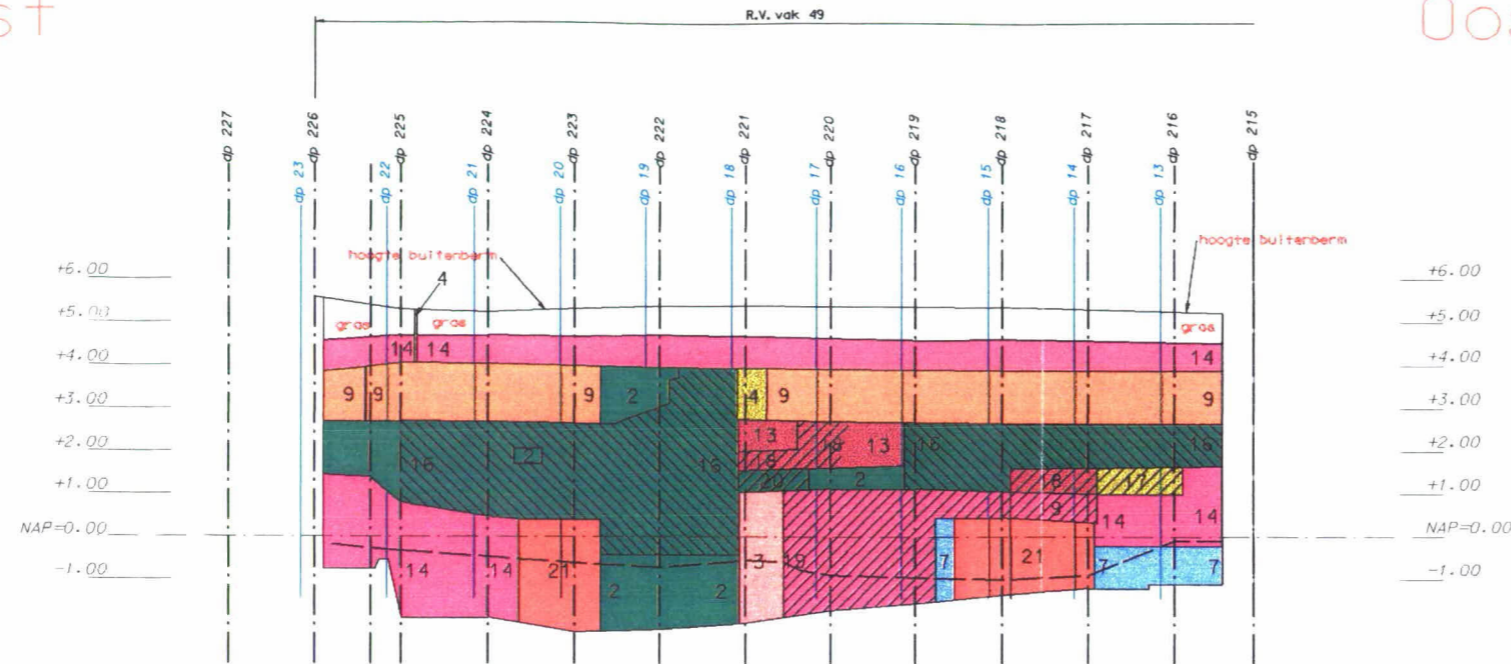 R.V. vak 49
st
dp 227
dp 226
dp 225
dp 224
dp 223
dp 222
dp 221
dp 220
dp 219
dp 218
dp 217
dp 216
dp 215
dp 23
dp 22
dp 21
dp 20
dp 19
dp 18
dp 17
dp 16
dp 15
dp 14
dp 13
hoogte buitenberm
hoogte buitenberm
+6.00
+6.00
4
+5.00
gras
gras
gras
+5.00
+4.00
14 14
14
+4.00
9 9 9 2 4 9 9
+3.00
+3.00
13 13 16 16
+2.00
16 2 16
+2.00
20 2 8 17
+1.00
9
+1.00
NAP=0.00
14 14
NAP=0.00
14 14 21 2 2 3 19 7 21 7 7
-1.00
-1.00